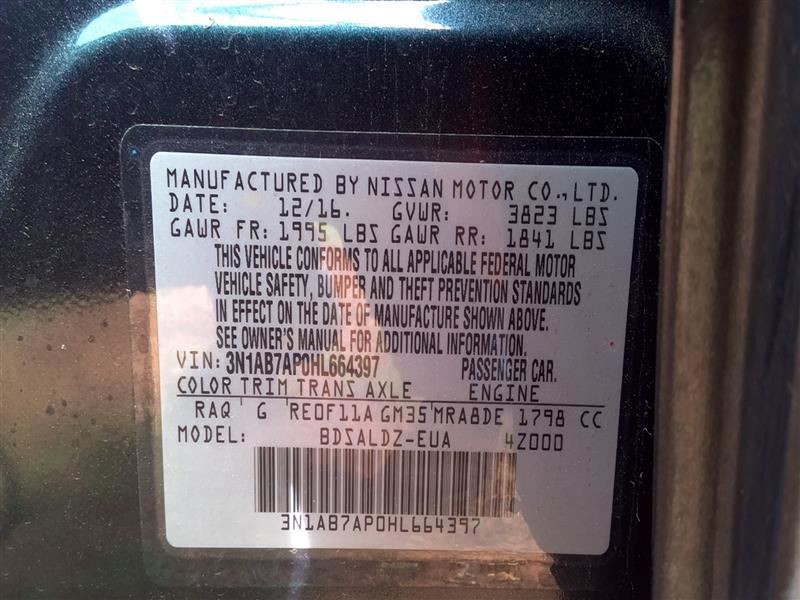 MANUFACTURED BY NISSAN MOTOR CO., LTD.
DATE: 12/16. GVWR: 3823 LBS
GAWR FR: 1995 LBS GAWR RR: 1841 LBS
THIS VEHICLE CONFORMS TO ALL APPLICABLE FEDERAL MOTOR
VEHICLE SAFETY, BUMPER AND THEFT PREVENTION STANDARDS
IN EFFECT ON THE DATE OF MANUFACTURE SHOWN ABOVE.
SEE OWNER'S MANUAL FOR ADDITIONAL INFORMATION.
VIN: 3N1AB7AP0HL664397 PASSENGER CAR.
COLOR TRIM TRANS AXLE ENGINE
RAQ G RE0F11A GM35 MRA8DE 1798 CC
MODEL: BDSALDZ-EUA 4Z000
3N1AB7AP0HL664397